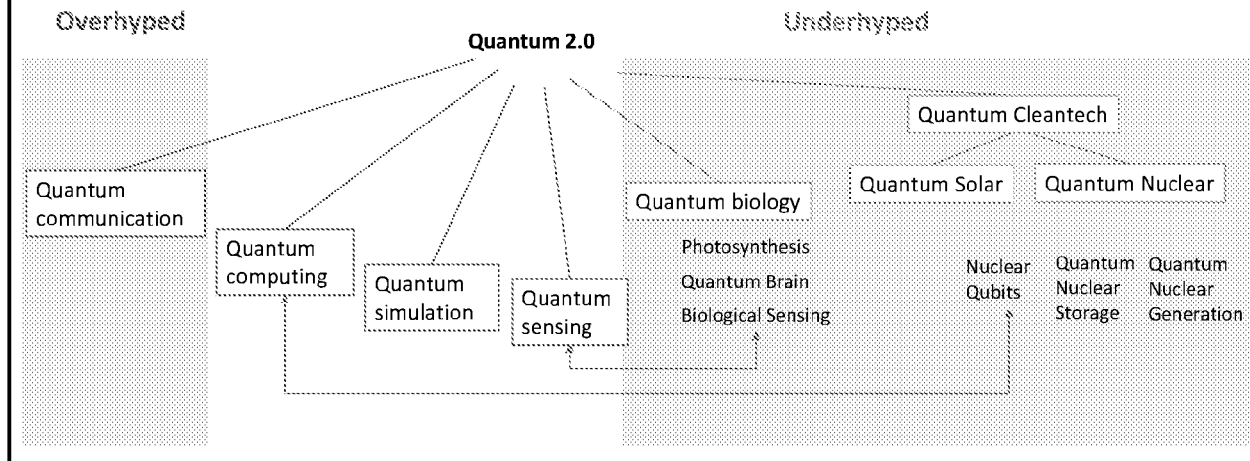 Overhyped
Underhyped
Quantum 2.0
Quantum Cleantech
Quantum
communication
Quantum
computing
Quantum
simulation
Quantum
sensing
Quantum biology
Photosynthesis
Quantum Brain
Biological Sensing
Quantum Solar
Quantum Nuclear
Nuclear
Qubits
Quantum
Nuclear
Storage
Quantum
Nuclear
Generation